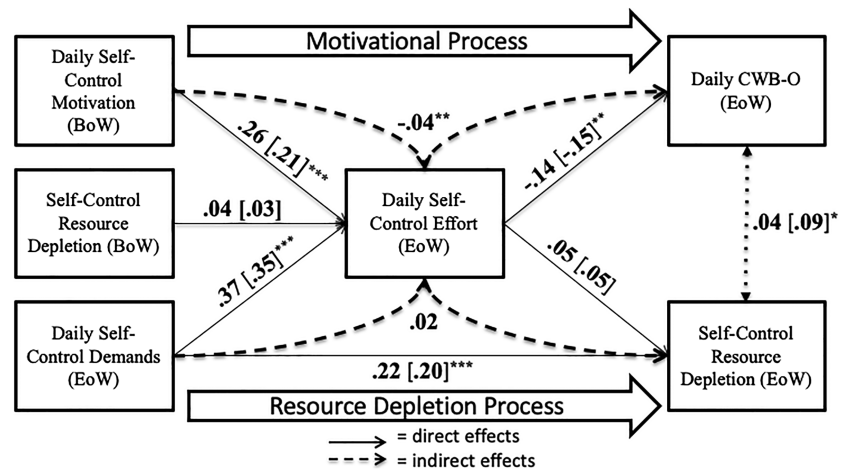 Motivational Process
Daily Self-
Control
Motivation
(BoW)
Daily CWB-O
(EoW)
-.04**
.26 [.21]***
-.14 [-.15]**
Self-Control
Resource
Depletion (BoW)
.04 [.03]
Daily Self-
Control Effort
(EoW)
.04 [.09]*
.37 [.35]***
.05 [.05]
Daily Self-
Control Demands
(EoW)
.02
Self-Control
Resource
Depletion (EoW)
.22 [.20]***
Resource Depletion Process
= direct effects
= indirect effects